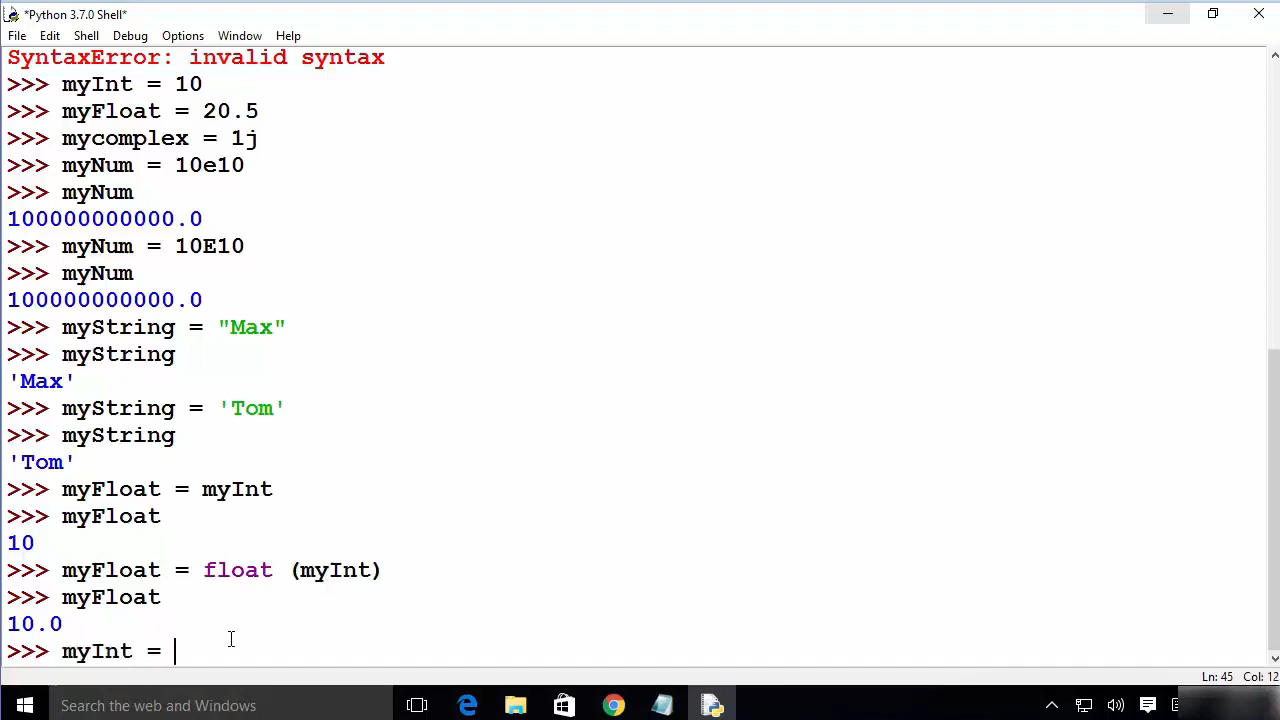 *Python 3.7.0 Shell*
File Edit Shell Debug Options Window Help
SyntaxError: invalid syntax
>>> myInt = 10
>>> myFloat = 20.5
>>> mycomplex = 1j
>>> myNum = 10e10
>>> myNum
100000000000.0
>>> myNum = 10E10
>>> myNum
100000000000.0
>>> myString = "Max"
>>> myString
'Max'
>>> myString = 'Tom'
>>> myString
'Tom'
>>> myFloat = myInt
>>> myFloat
10
>>> myFloat = float (myInt)
>>> myFloat
10.0
>>> myInt =
Ln: 45 Col: 12
Search the web and Windows